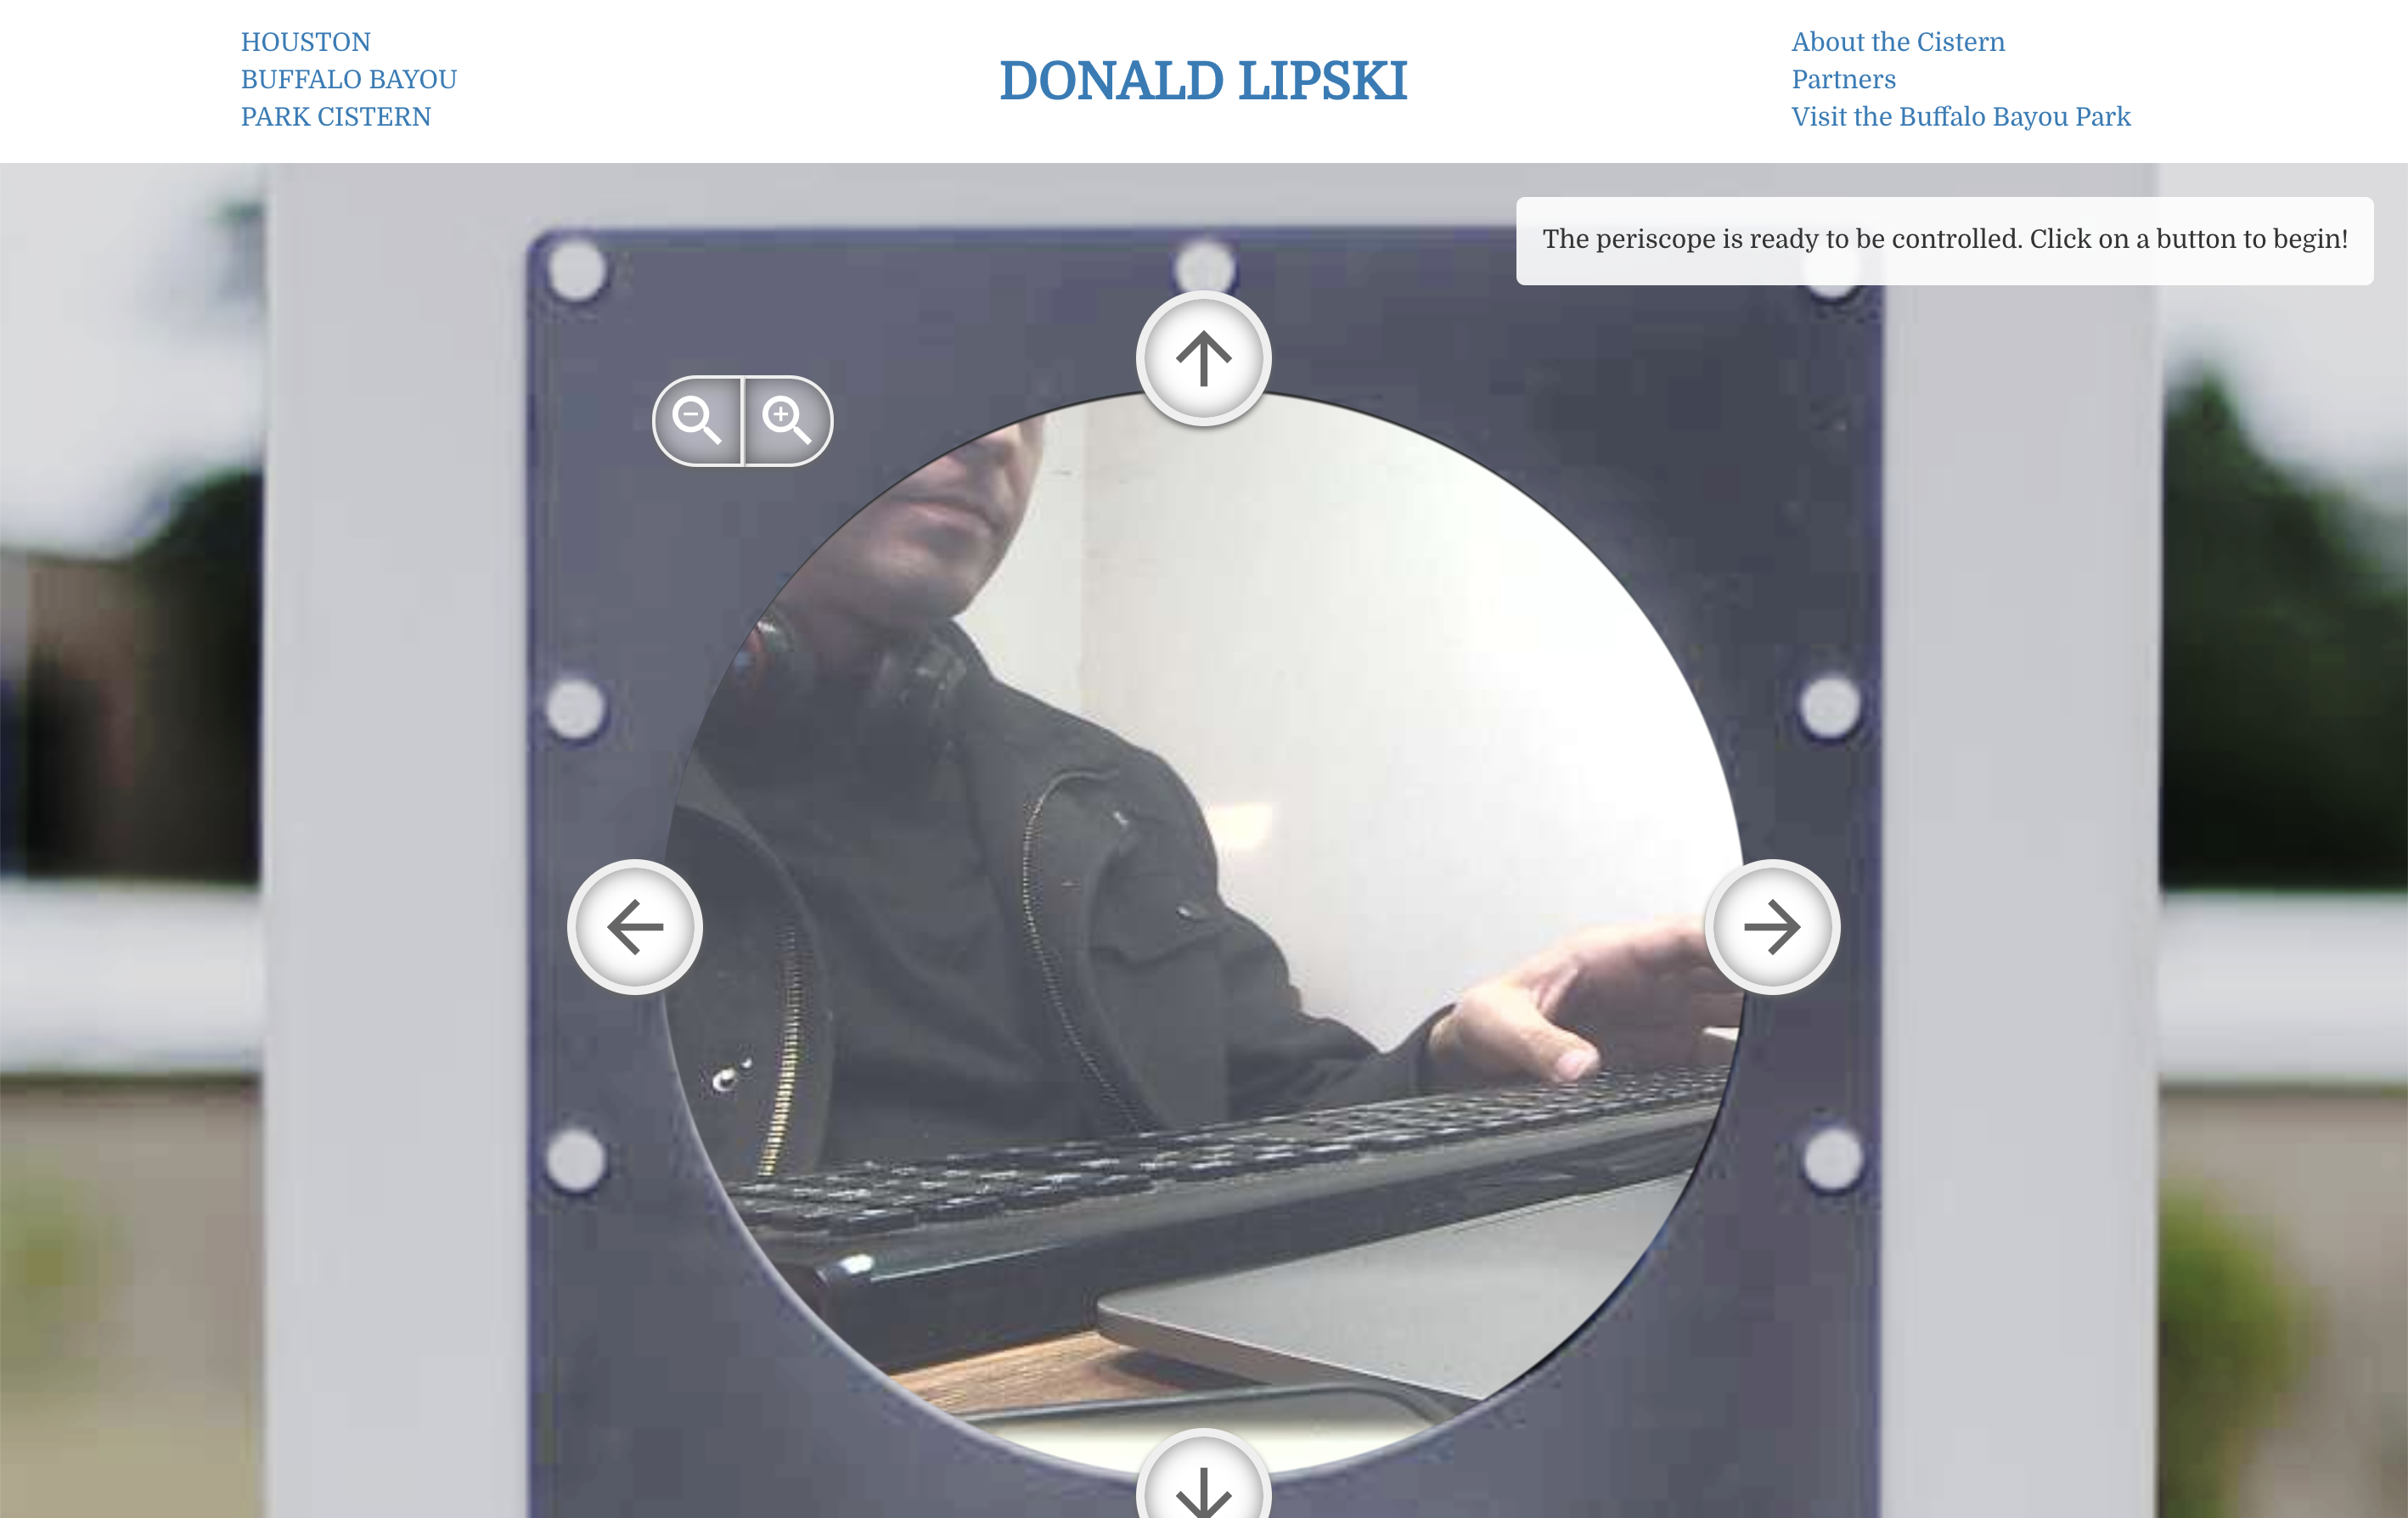 HOUSTON
BUFFALO BAYOU
PARK CISTERN
DONALD LIPSKI
About the Cistern
Partners
Visit the Buffalo Bayou Park
The periscope is ready to be controlled. Click on a button to begin!